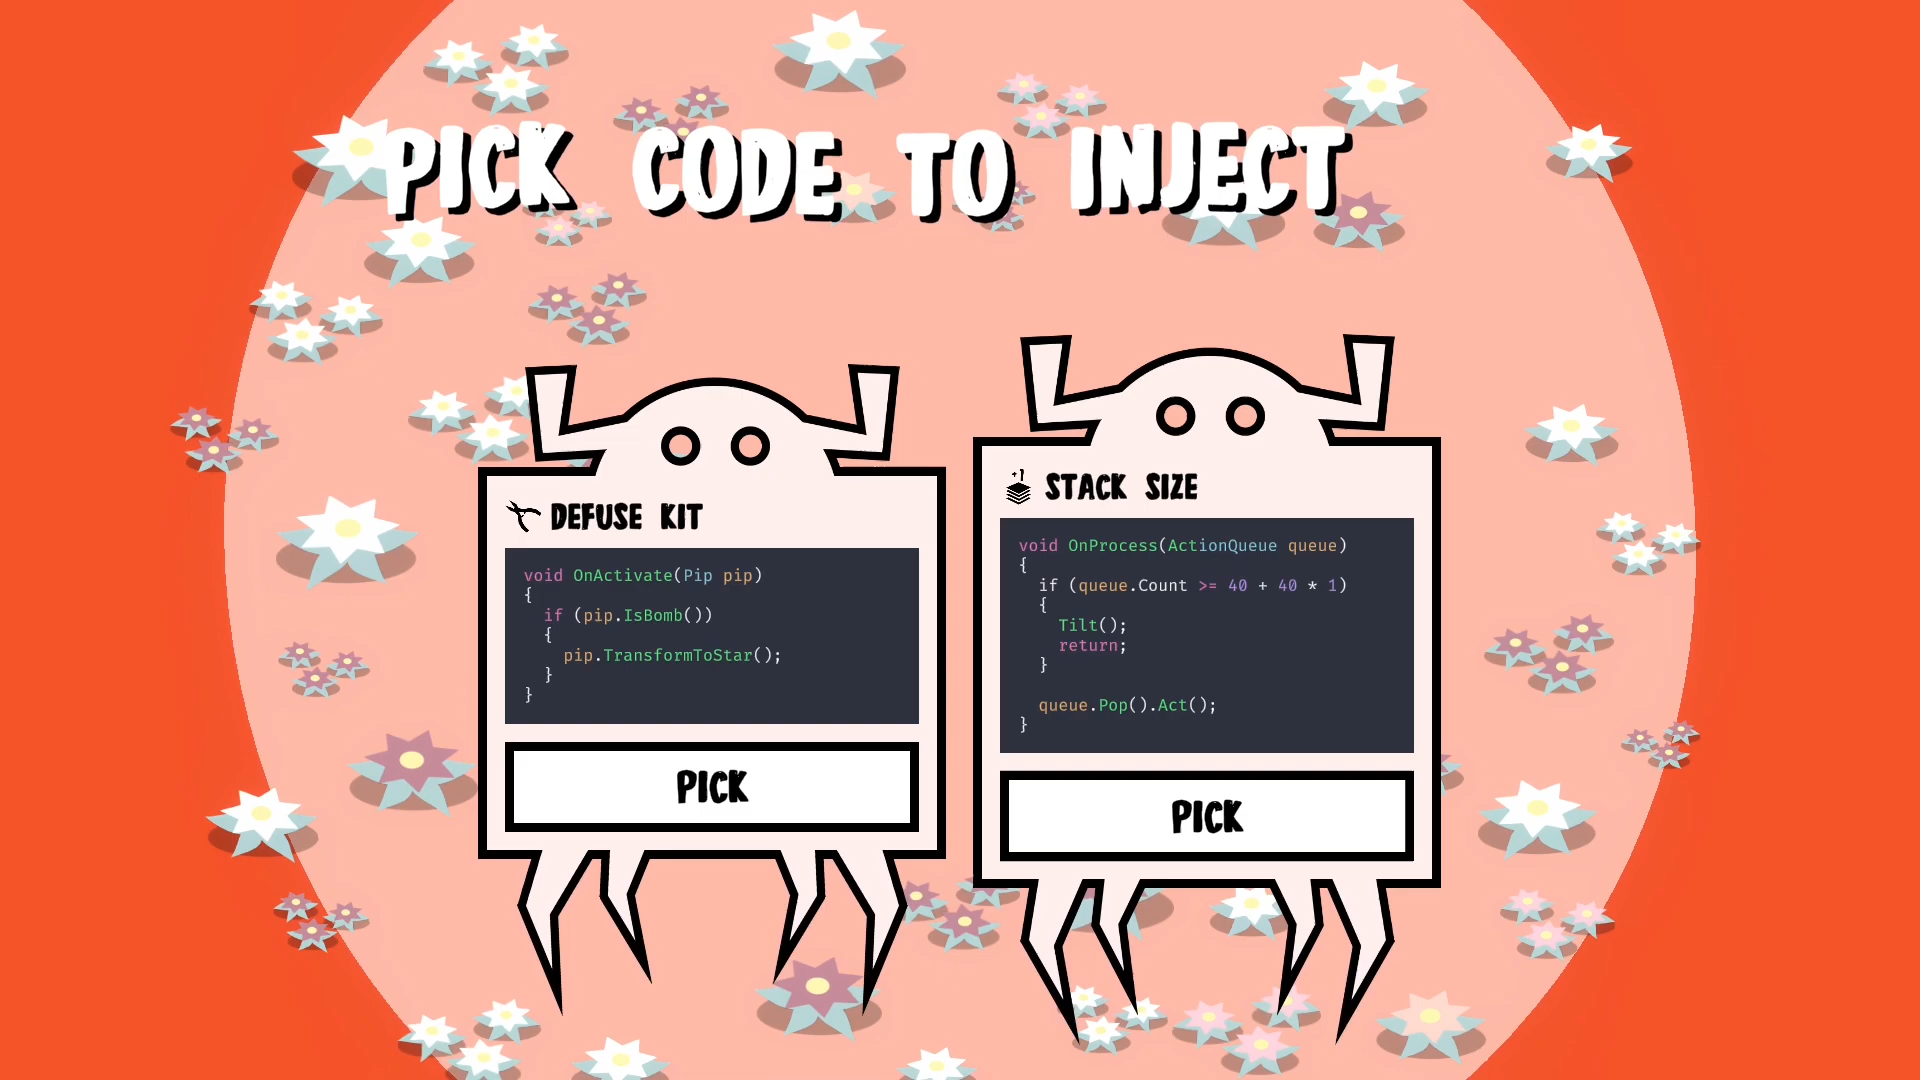 PICK CODE TO INJECT
DEFUSE KIT
void OnActivate(Pip pip)
{
  if (pip.IsBomb())
  {
    pip.TransformToStar();
  }
}
PICK
+1
STACK SIZE
void OnProcess(ActionQueue queue)
{
  if (queue.Count >= 40 + 40 * 1)
  {
    Tilt();
    return;
  }

  queue.Pop().Act();
}
PICK